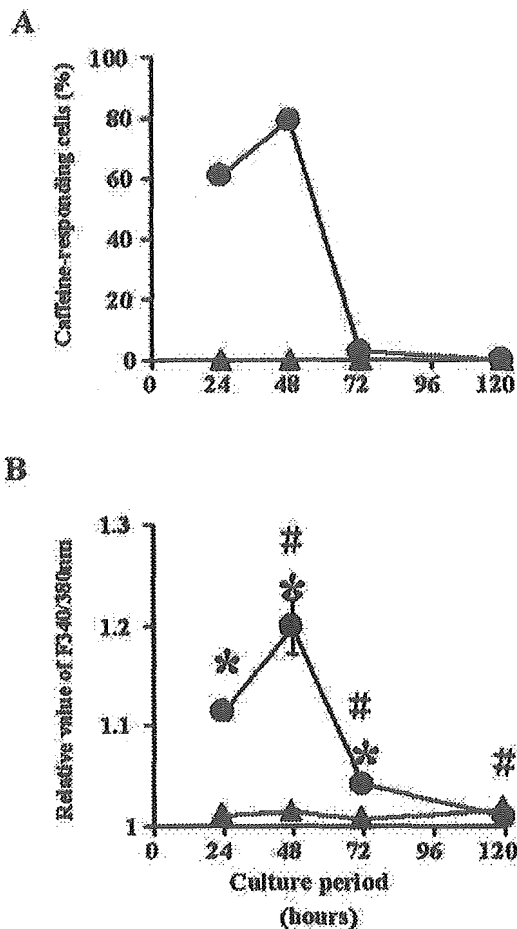 A
Caffeine-responding cells (%)
100
80
60
40
20
0
0 24 48 72 96 120
B
Relative value of F340/380nm
1.3
1.2
1.1
1
# * * # * #
0 24 48 72 96 120
Culture period
(hours)